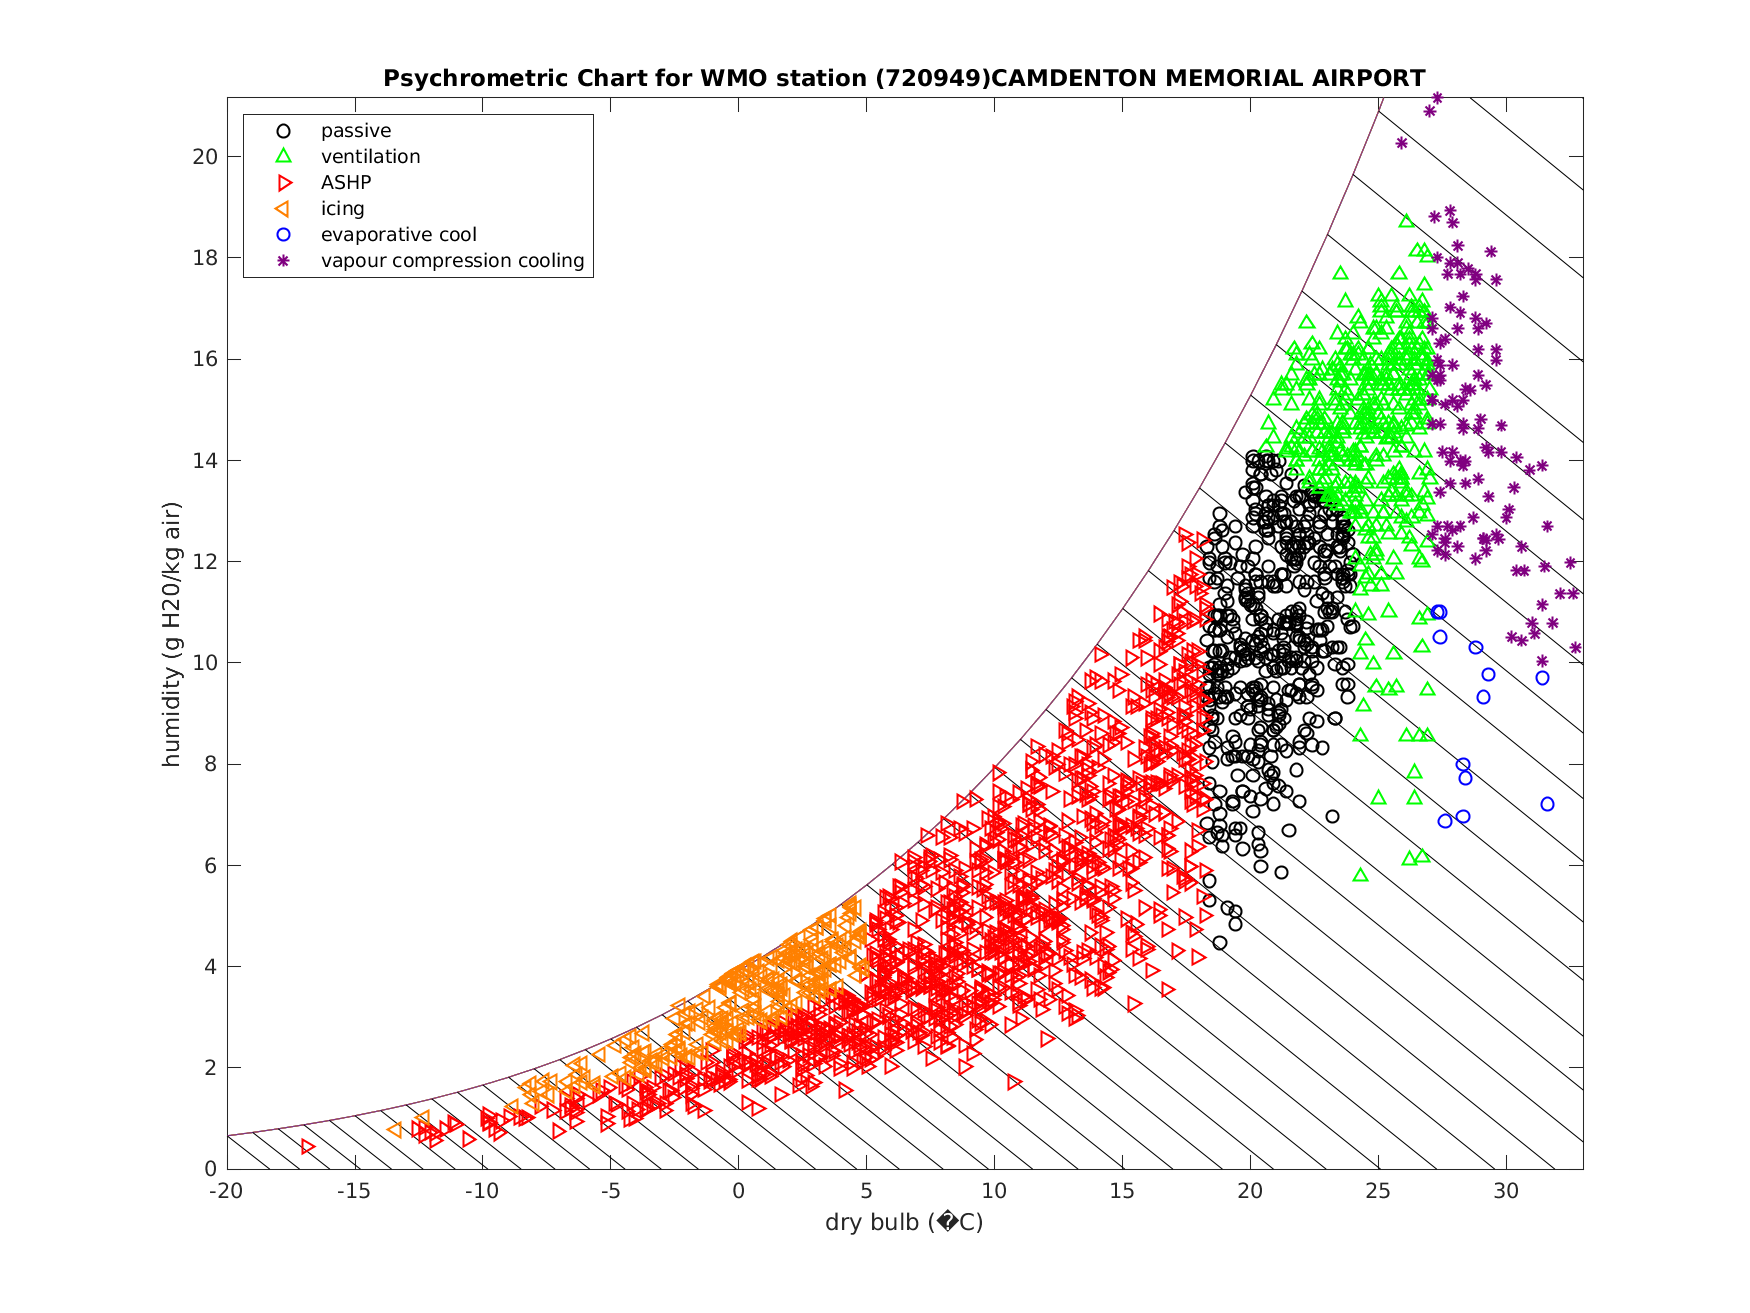 Psychrometric Chart for WMO station (720949)CAMDENTON MEMORIAL AIRPORT
passive
ventilation
ASHP
icing
evaporative cool
vapour compression cooling
humidity (g H20/kg air)
20
18
16
14
12
10
8
6
4
2
0
-20 -15 -10 -5 0 5 10 15 20 25 30
dry bulb (�C)